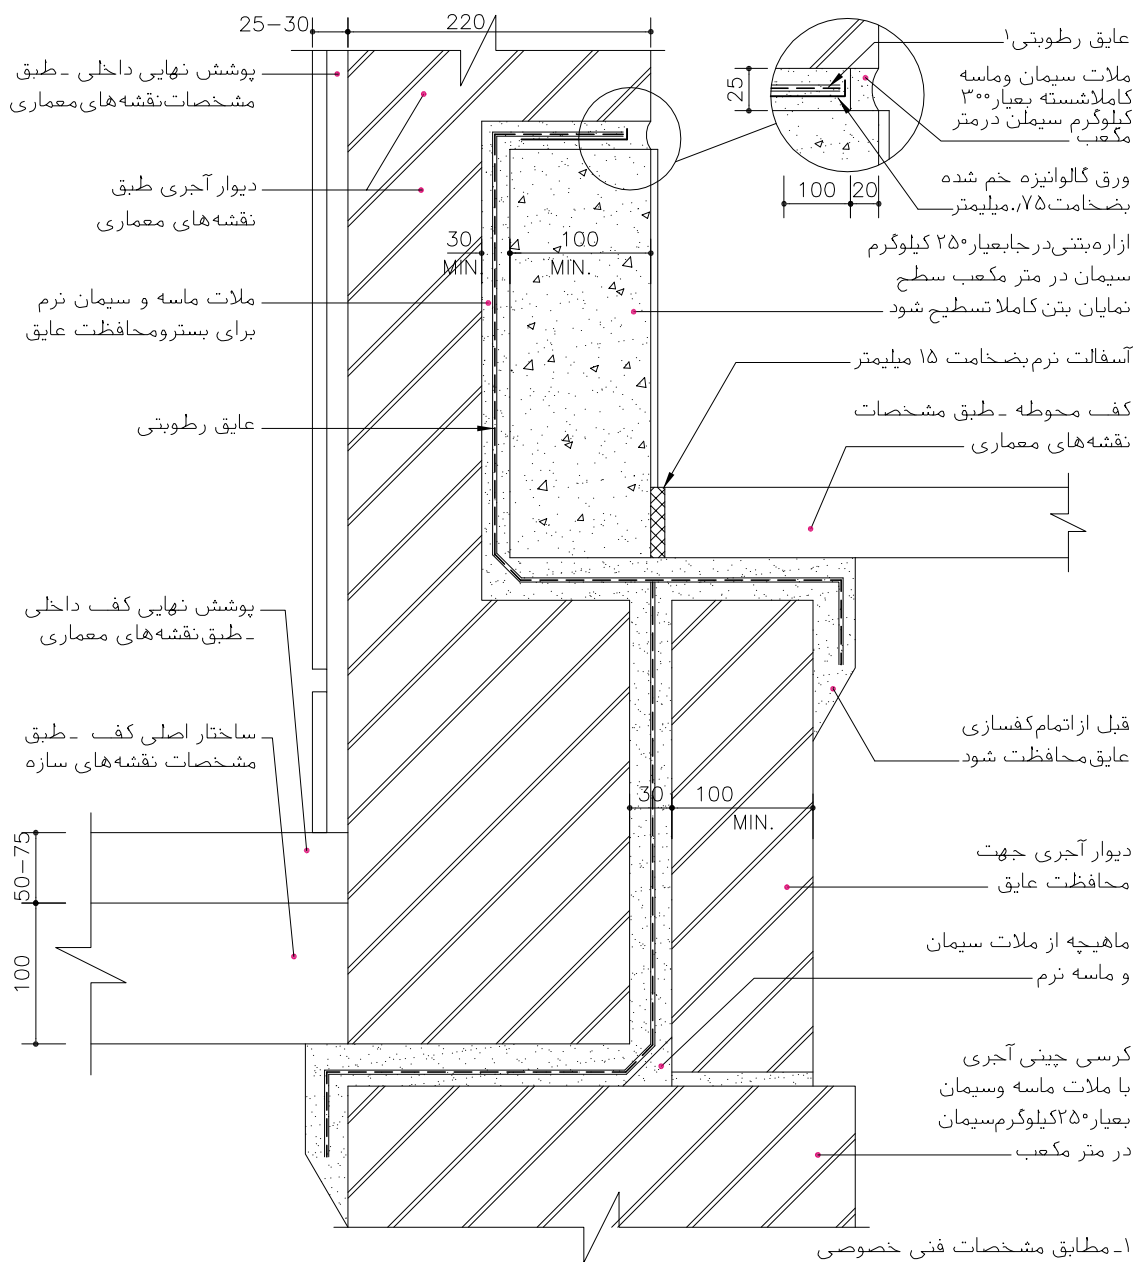 25-30
220
پوشش نهایی داخلی ـ طبق
مشخصات نقشه های معماری
دیوار آجری طبق
نقشه های معماری
30
MIN.
100
MIN.
ملات ماسه و سیمان نرم
برای بستر و محافظت عایق
عایق رطوبتی
پوشش نهایی کف داخلی
ـ طبق نقشه های معماری
ساختار اصلی کف ـ طبق
مشخصات نقشه های سازه
50-75
100
عایق رطوبتی ۱
ملات سیمان وماسه
کاملا شسته بعیار ۳۰۰
کیلوگرم سیمان در متر
مکعب
25
100
20
ورق گالوانیزه خم شده
بضخامت ۷۵/. میلیمتر
ازاره بتنی در جا بعیار ۲۵۰ کیلوگرم
سیمان در متر مکعب سطح
نمایان بتن کاملا تسطیح شود
آسفالت نرم بضخامت ۱۵ میلیمتر
کف محوطه ـ طبق مشخصات
نقشه های معماری
قبل از اتمام کفسازی
عایق محافظت شود
30
100
MIN.
دیوار آجری جهت
محافظت عایق
ماهیچه از ملات سیمان
و ماسه نرم
کرسی چینی آجری
با ملات ماسه وسیمان
بعیار ۲۵۰ کیلوگرم سیمان
در متر مکعب
۱ـ مطابق مشخصات فنی خصوصی